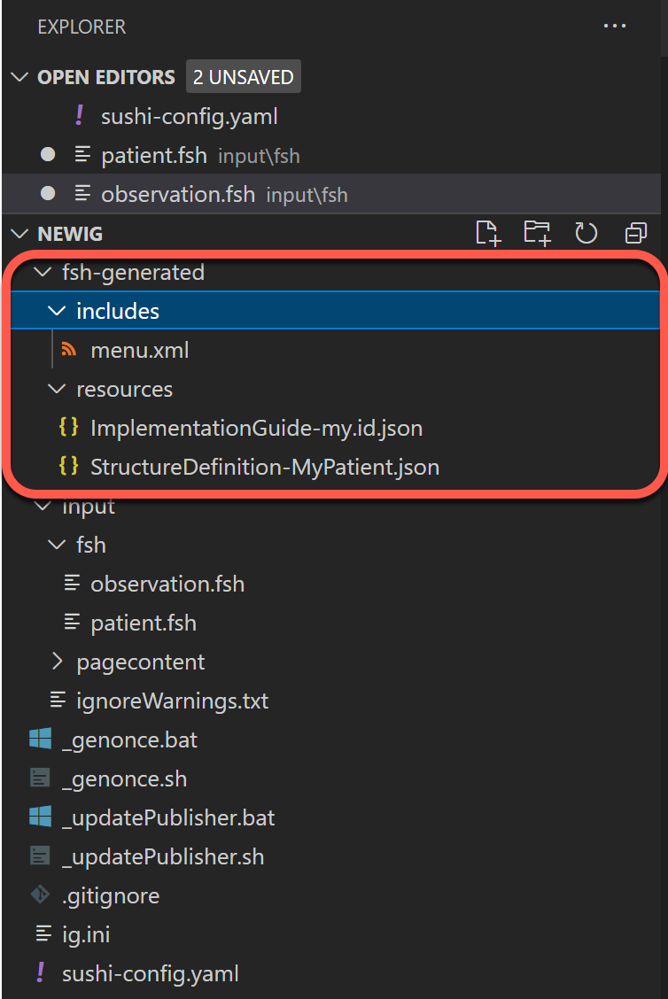 EXPLORER
OPEN EDITORS 2 UNSAVED
sushi-config.yaml
patient.fsh input\fsh
observation.fsh input\fsh
NEWIG
fsh-generated
includes
menu.xml
resources
ImplementationGuide-my.id.json
StructureDefinition-MyPatient.json
input
fsh
observation.fsh
patient.fsh
pagecontent
ignoreWarnings.txt
_genonce.bat
_genonce.sh
_updatePublisher.bat
_updatePublisher.sh
.gitignore
ig.ini
sushi-config.yaml